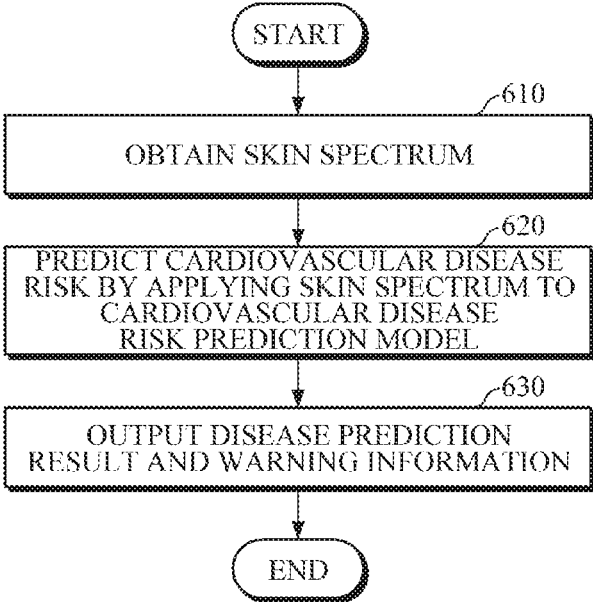 START
610
OBTAIN SKIN SPECTRUM
620
PREDICT CARDIOVASCULAR DISEASE
RISK BY APPLYING SKIN SPECTRUM TO
CARDIOVASCULAR DISEASE
RISK PREDICTION MODEL
630
OUTPUT DISEASE PREDICTION
RESULT AND WARNING INFORMATION
END